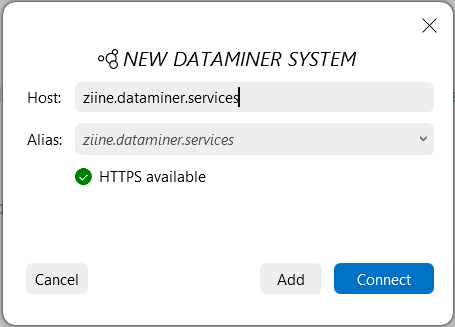 NEW DATAMINER SYSTEM
Host: ziine.dataminer.services
Alias: ziine.dataminer.services
HTTPS available
Cancel Add Connect